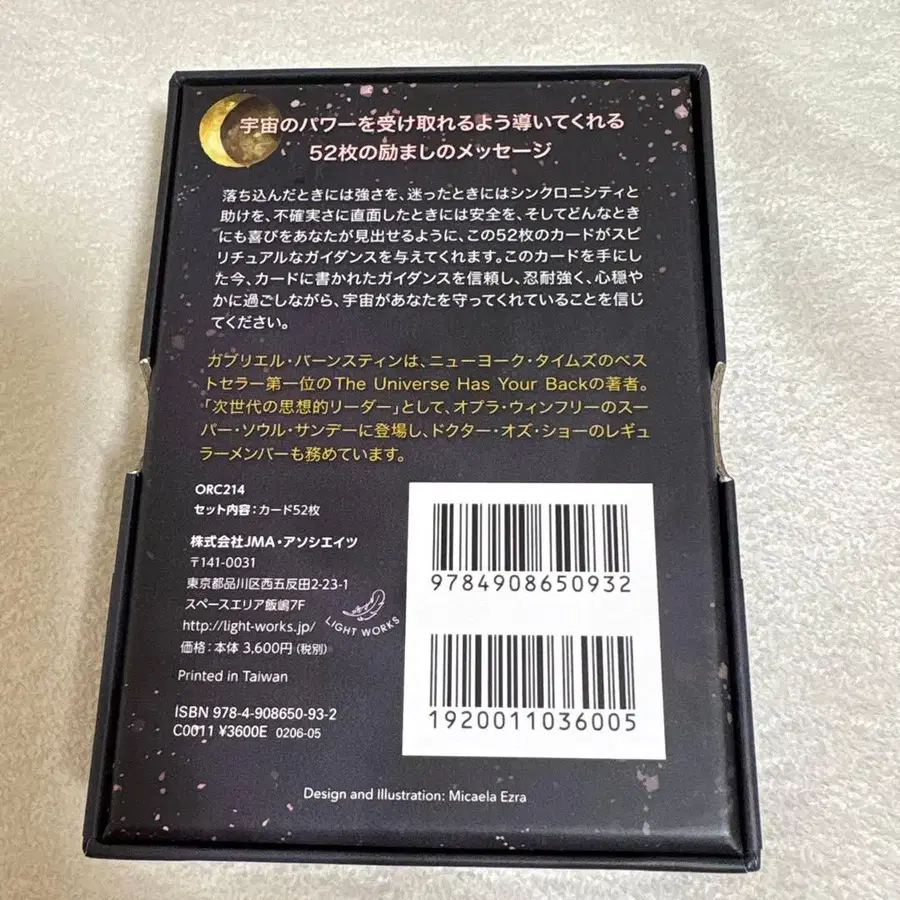 宇宙のパワーを受け取れるよう導いてくれる
52枚の励ましのメッセージ
落ち込んだときには強さを、迷ったときにはシンクロニシティと
助けを、不確実さに直面したときには安全を、そしてどんなとき
にも喜びをあなたが見出せるように、この52枚のカードがスピ
リチュアルなガイダンスを与えてくれます。このカードを手にし
た今、カードに書かれたガイダンスを信頼し、忍耐強く、心穏や
かに過ごしながら、宇宙があなたを守ってくれていることを信じ
てください。
ガブリエル・バーンスティンは、ニューヨーク・タイムズのベス
トセラー第一位のThe Universe Has Your Backの著者。
「次世代の思想的リーダー」として、オプラ・ウィンフリーのスー
パー・ソウル・サンデーに登場し、ドクター・オズ・ショーのレギュ
ラーメンバーも務めています。
ORC214
セット内容：カード52枚
株式会社JMA・アソシエイツ
〒141-0031
東京都品川区西五反田2-23-1
スペースエリア飯嶋7F
http://light-works.jp/
LIGHT WORKS
価格：本体 3,600円（税別）
Printed in Taiwan
ISBN 978-4-908650-93-2
C0011 ¥3600E 0206-05
9784908650932
1920011036005
Design and Illustration: Micaela Ezra